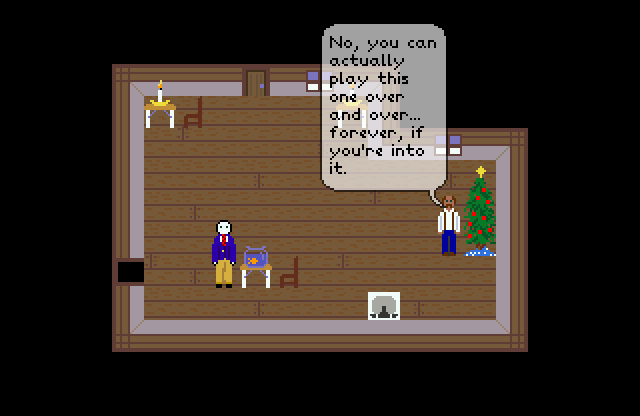 No, you can
actually
play this
one over
and over...
forever, if
you're into
it.